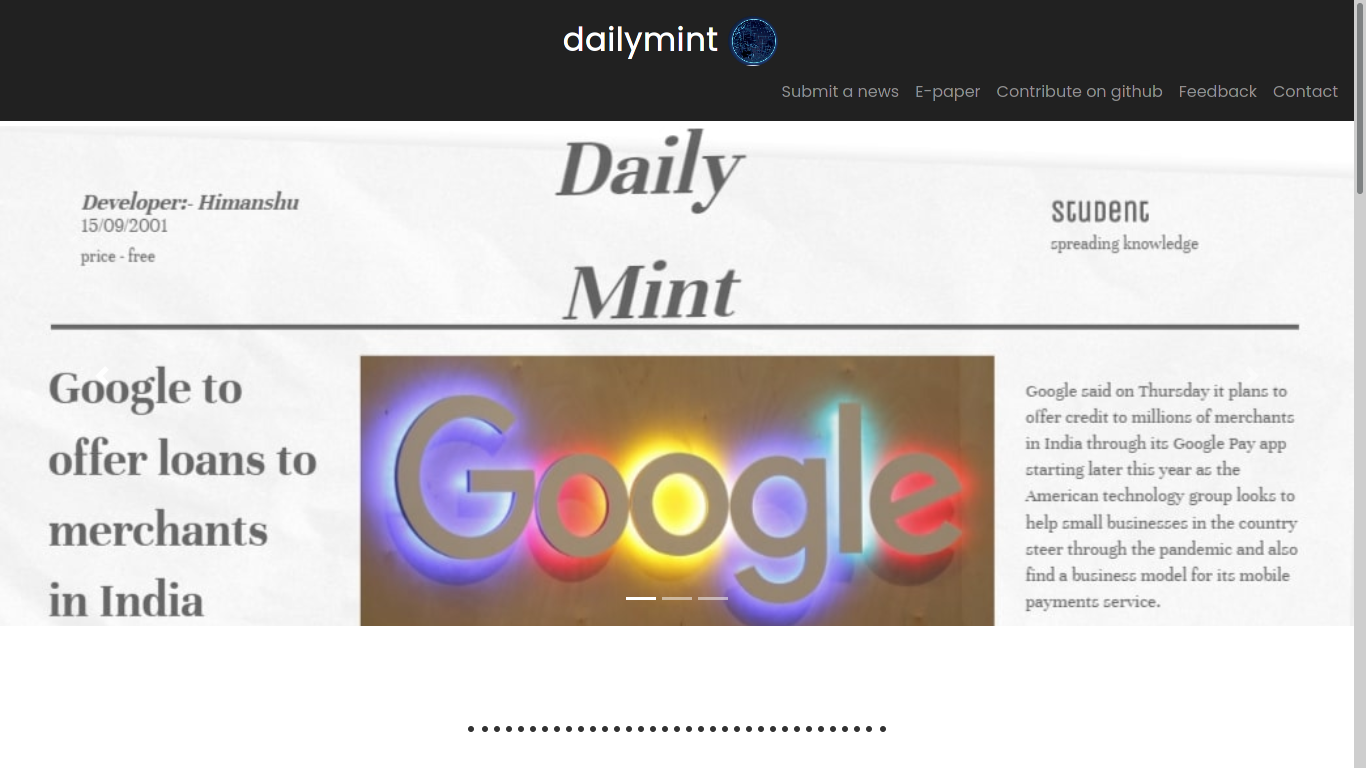 dailymint
Submit a news E-paper Contribute on github Feedback Contact
Daily
Mint
Developer:- Himanshu
15/09/2001
price - free
student
spreading knowledge
Google to
offer loans to
merchants
in India
Google
Google said on Thursday it plans to
offer credit to millions of merchants
in India through its Google Pay app
starting later this year as the
American technology group looks to
help small businesses in the country
steer through the pandemic and also
find a business model for its mobile
payments service.